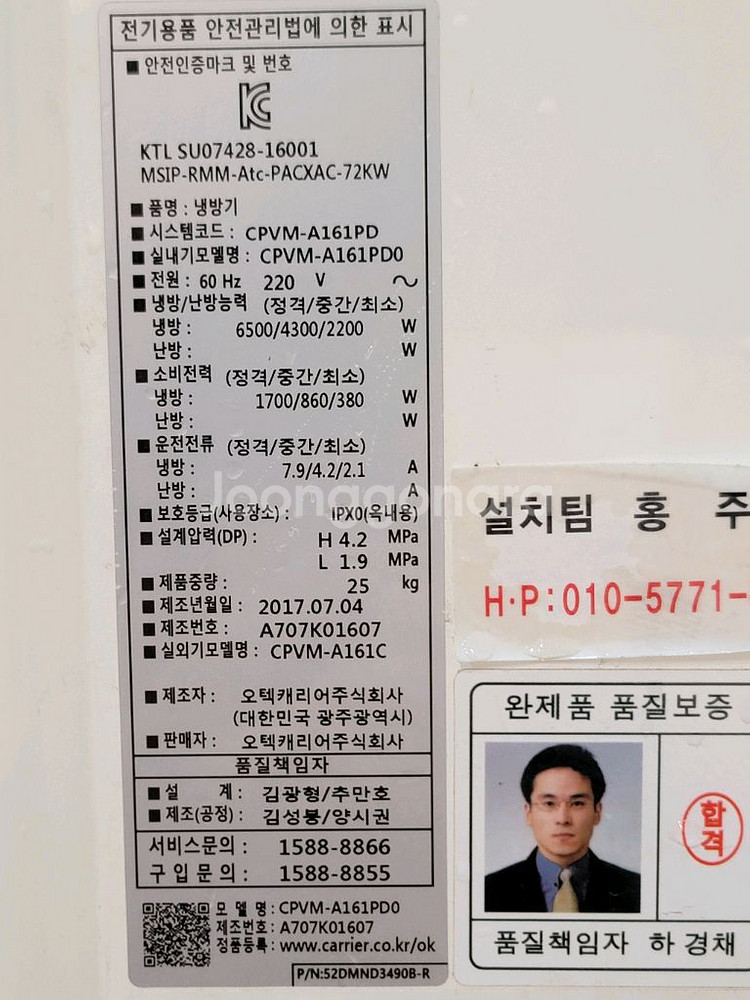 전기용품 안전관리법에 의한 표시
■ 안전인증마크 및 번호
KC
KTL SU07428-16001
MSIP-RMM-Atc-PACXAC-72KW
■ 품명 : 냉방기
■ 시스템코드 : CPVM-A161PD
■ 실내기모델명 : CPVM-A161PD0
■ 전원 : 60 Hz 220 V ~
■ 냉방/난방능력 (정격/중간/최소)
냉방 : 6500/4300/2200 W
난방 : W
■ 소비전력 (정격/중간/최소)
냉방 : 1700/860/380 W
난방 : W
■ 운전전류 (정격/중간/최소)
냉방 : 7.9/4.2/2.1 A
난방 : A
■ 보호등급(사용장소) : IPX0(옥내용)
■ 설계압력(DP) : H 4.2 MPa
L 1.9 MPa
■ 제품중량 : 25 kg
■ 제조년월일 : 2017.07.04
■ 제조번호 : A707K01607
■ 실외기모델명 : CPVM-A161C
■ 제조자 : 오텍캐리어주식회사
(대한민국 광주광역시)
■ 판매자 : 오텍캐리어주식회사
품질책임자
■ 설 계 : 김광형/추만호
■ 제조(공정) : 김성봉/양시권
서비스문의 : 1588-8866
구입문의 : 1588-8855
모델명 : CPVM-A161PD0
제조번호 : A707K01607
정품등록 : www.carrier.co.kr/ok
P/N:52DMND3490B-R
Joonggonara
설치팀 홍 주
H·P:010-5771-
완제품 품질보증
합격
품질책임자 하경채